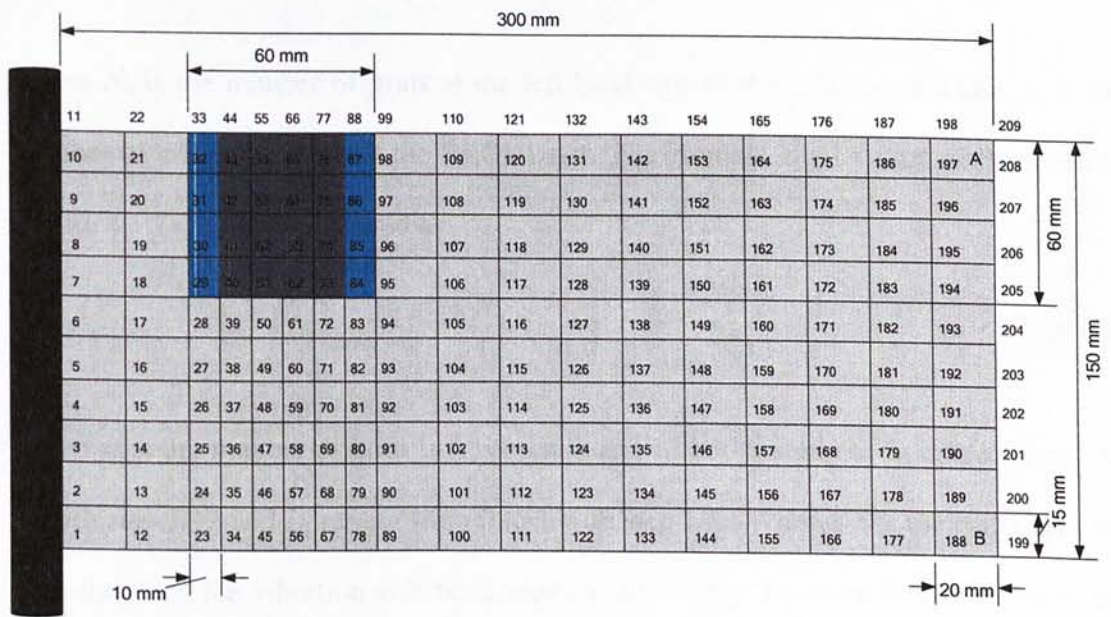 300 mm
60 mm
11 22 33 44 55 66 77 88 99 110 121 132 143 154 165 176 187 198 209
10 21 32 87 98 109 120 131 142 153 164 175 186 197 A 208
9 20 31 86 97 108 119 130 141 152 163 174 185 196 207
8 19 30 85 96 107 118 129 140 151 162 173 184 195 206
7 18 29 84 95 106 117 128 139 150 161 172 183 194 205
6 17 28 39 50 61 72 83 94 105 116 127 138 149 160 171 182 193 204
5 16 27 38 49 60 71 82 93 104 115 126 137 148 159 170 181 192 203
4 15 26 37 48 59 70 81 92 103 114 125 136 147 158 169 180 191 202
3 14 25 36 47 58 69 80 91 102 113 124 135 146 157 168 179 190 201
2 13 24 35 46 57 68 79 90 101 112 123 134 145 156 167 178 189 200
1 12 23 34 45 56 67 78 89 100 111 122 133 144 155 166 177 188 B 199
60 mm
150 mm
15 mm
10 mm
20 mm